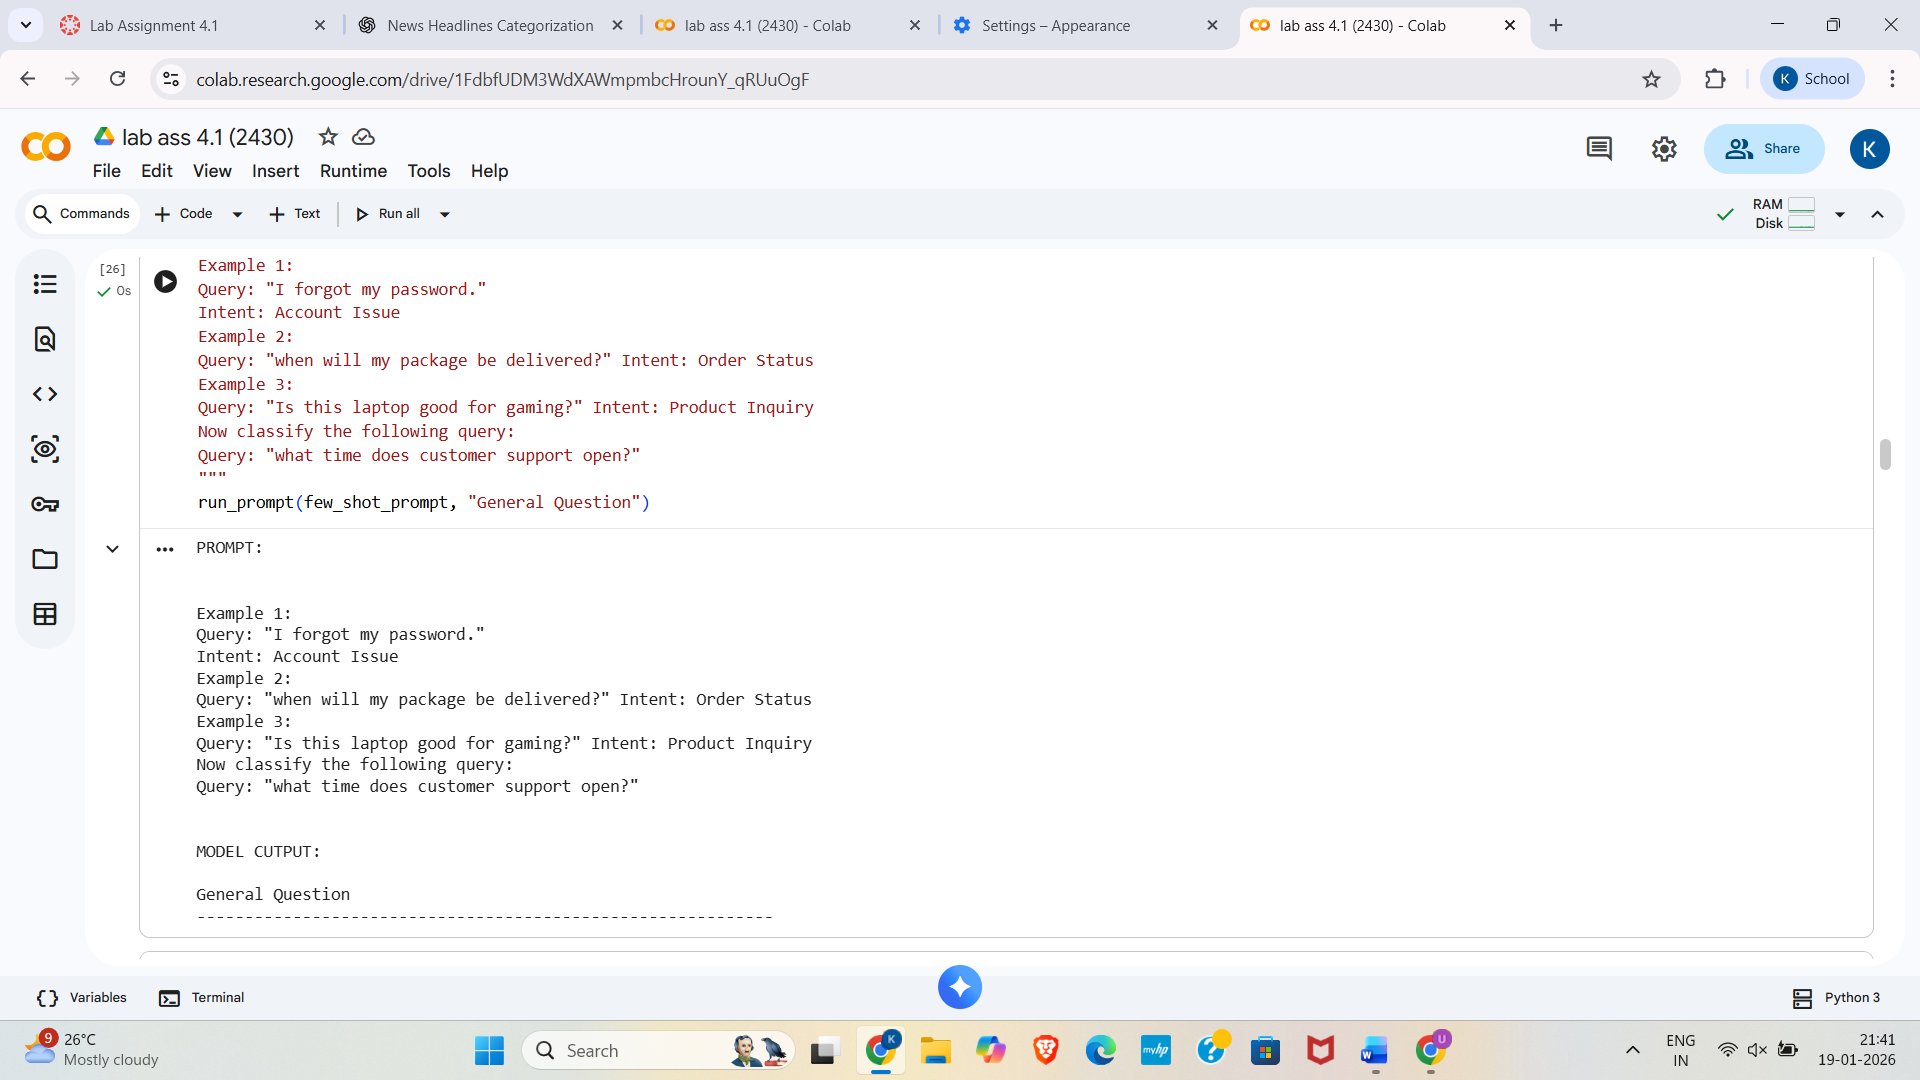 Lab Assignment 4.1
News Headlines Categorization
lab ass 4.1 (2430) - Colab
Settings – Appearance
lab ass 4.1 (2430) - Colab
colab.research.google.com/drive/1FdbfUDM3WdXAWmpmbcHrounY_qRUuOgF
K School
lab ass 4.1 (2430)
File Edit View Insert Runtime Tools Help
Share
K
Commands + Code + Text Run all
RAM
Disk
[26]
0s
Example 1:
Query: "I forgot my password."
Intent: Account Issue
Example 2:
Query: "when will my package be delivered?" Intent: Order Status
Example 3:
Query: "Is this laptop good for gaming?" Intent: Product Inquiry
Now classify the following query:
Query: "what time does customer support open?"
"""
run_prompt(few_shot_prompt, "General Question")
PROMPT:
Example 1:
Query: "I forgot my password."
Intent: Account Issue
Example 2:
Query: "when will my package be delivered?" Intent: Order Status
Example 3:
Query: "Is this laptop good for gaming?" Intent: Product Inquiry
Now classify the following query:
Query: "what time does customer support open?"
MODEL CUTPUT:
General Question
------------------------------------------------------------
Variables Terminal
Python 3
9
26°C
Mostly cloudy
Search
K
myhp
W
U
ENG
IN
21:41
19-01-2026